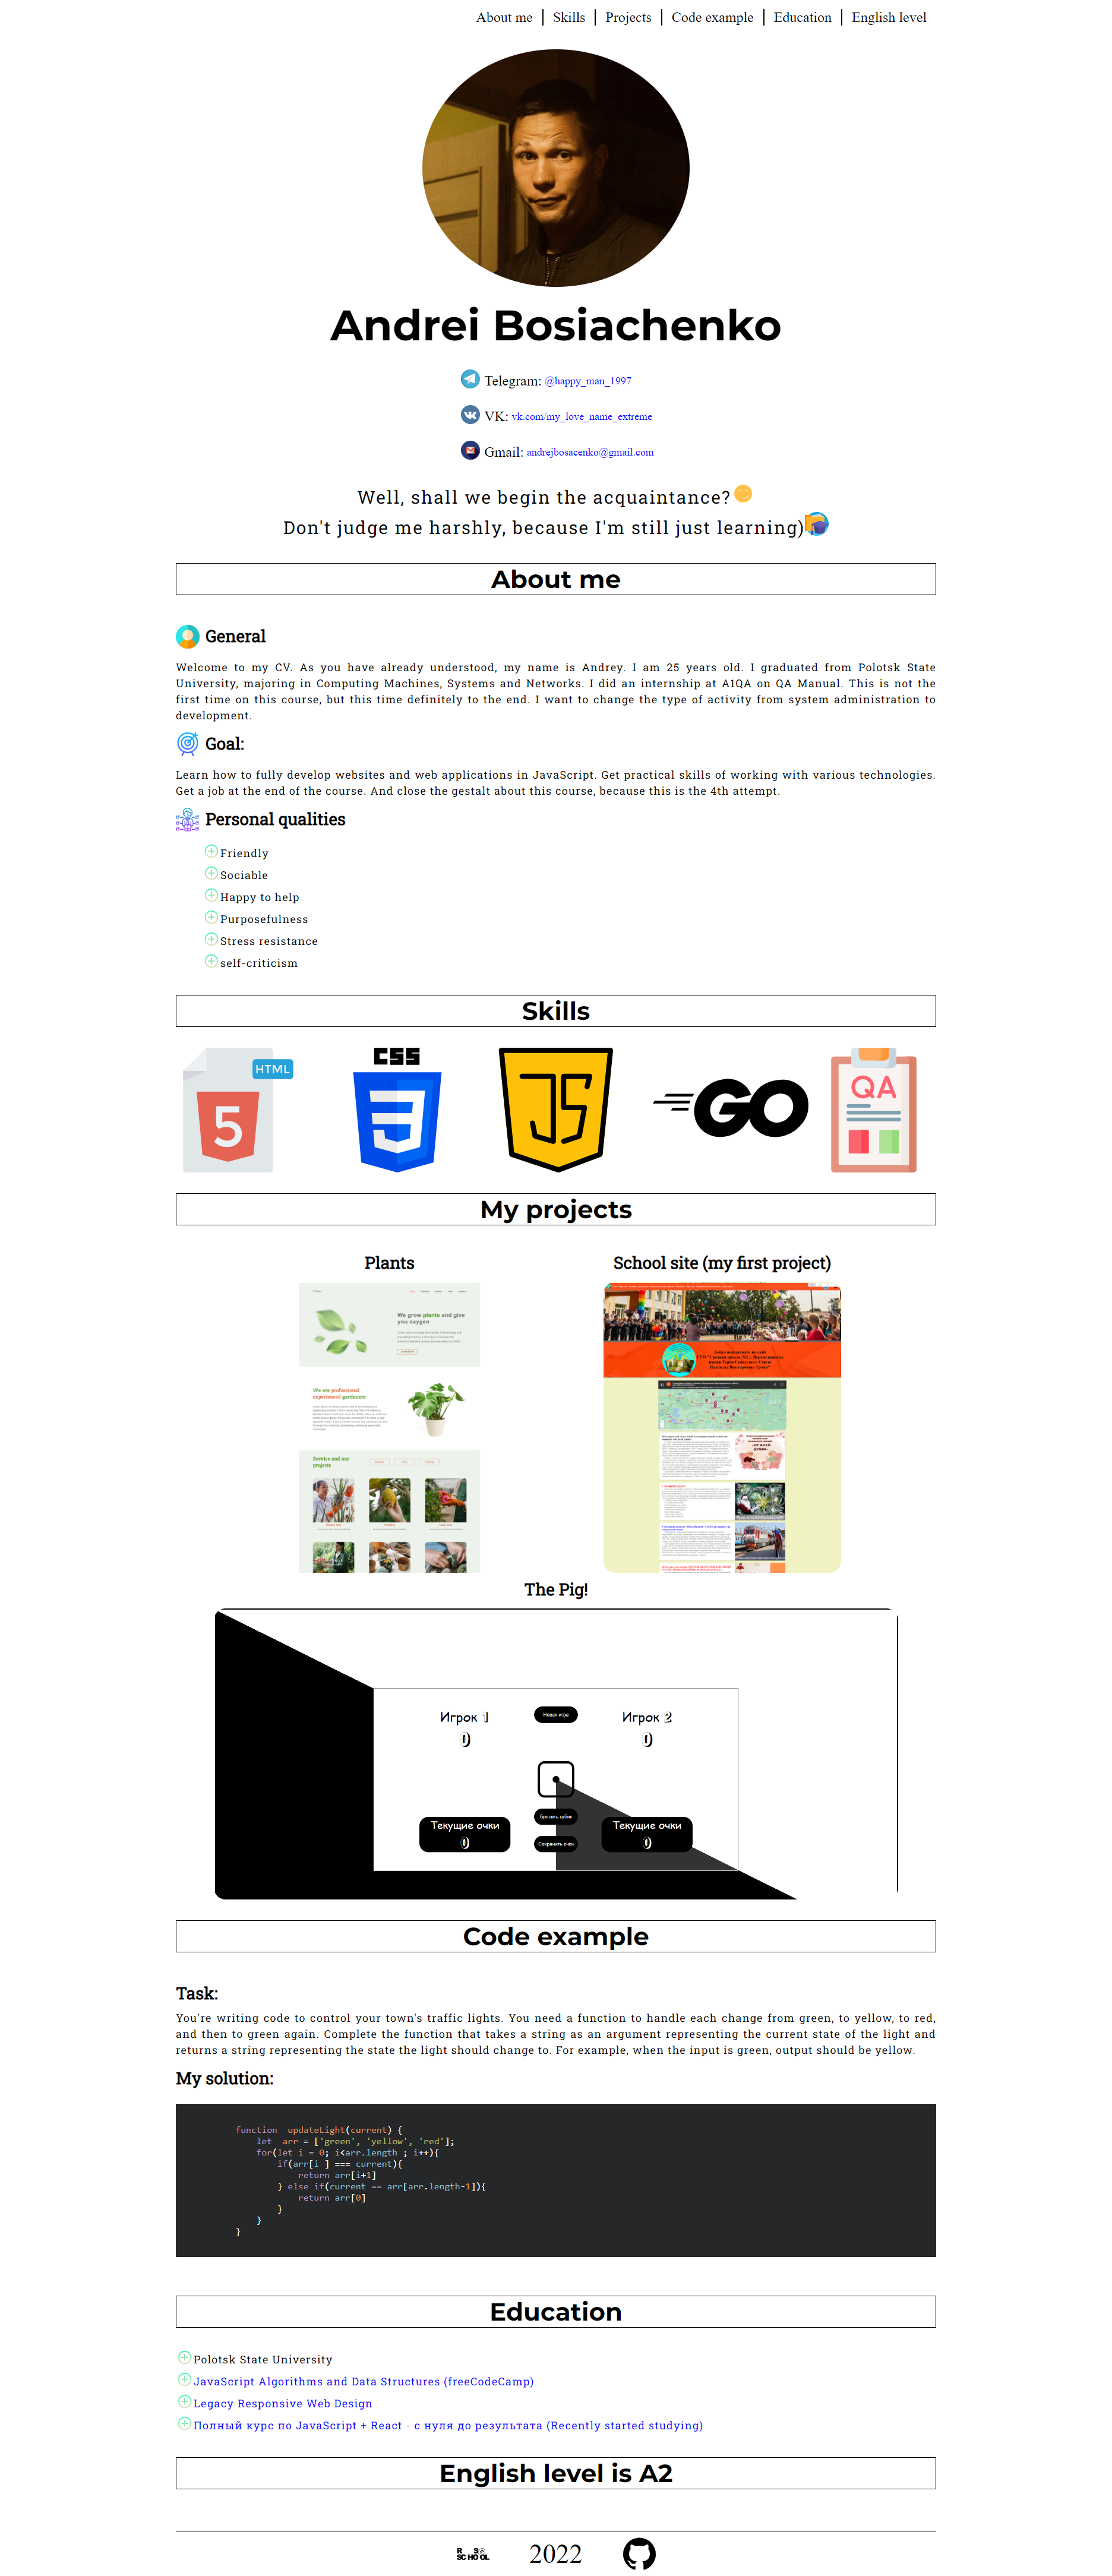 About me
Skills
Projects
Code example
Education
English level
Andrei Bosiachenko
Telegram: @happy_man_1997
VK: vk.com/my_love_name_extreme
Gmail: andrejbosacenko@gmail.com
Well, shall we begin the acquaintance?
Don't judge me harshly, because I'm still just learning)
About me
General
Welcome to my CV. As you have already understood, my name is Andrey. I am 25 years old. I graduated from Polotsk State
University, majoring in Computing Machines, Systems and Networks. I did an internship at A1QA on QA Manual. This is not the
first time on this course, but this time definitely to the end. I want to change the type of activity from system administration to
development.
Goal:
Learn how to fully develop websites and web applications in JavaScript. Get practical skills of working with various technologies.
Get a job at the end of the course. And close the gestalt about this course, because this is the 4th attempt.
Personal qualities
Friendly
Sociable
Happy to help
Purposefulness
Stress resistance
self-criticism
Skills
HTML
5
CSS
3
JS
GO
QA
My projects
Plants
School site (my first project)
We grow plants and give
you oxygen
We are professional
experienced gardeners
Service and our
projects
The Pig!
Игрок 1
Новая игра
Игрок 2
0
0
Бросить кубик
Текущие очки
Текущие очки
0
Сохранить очки
0
Code example
Task:
You're writing code to control your town's traffic lights. You need a function to handle each change from green, to yellow, to red,
and then to green again. Complete the function that takes a string as an argument representing the current state of the light and
returns a string representing the state the light should change to. For example, when the input is green, output should be yellow.
My solution:
function  updateLight(current) {
let  arr = ['green', 'yellow', 'red'];
for(let i = 0; i<arr.length ; i++){
if(arr[i ] === current){
return arr[i+1]
} else if(current == arr[arr.length-1]){
return arr[0]
}
}
}
Education
Polotsk State University
JavaScript Algorithms and Data Structures (freeCodeCamp)
Legacy Responsive Web Design
Полный курс по JavaScript + React - с нуля до результата (Recently started studying)
English level is A2
RS SCHOOL
2022